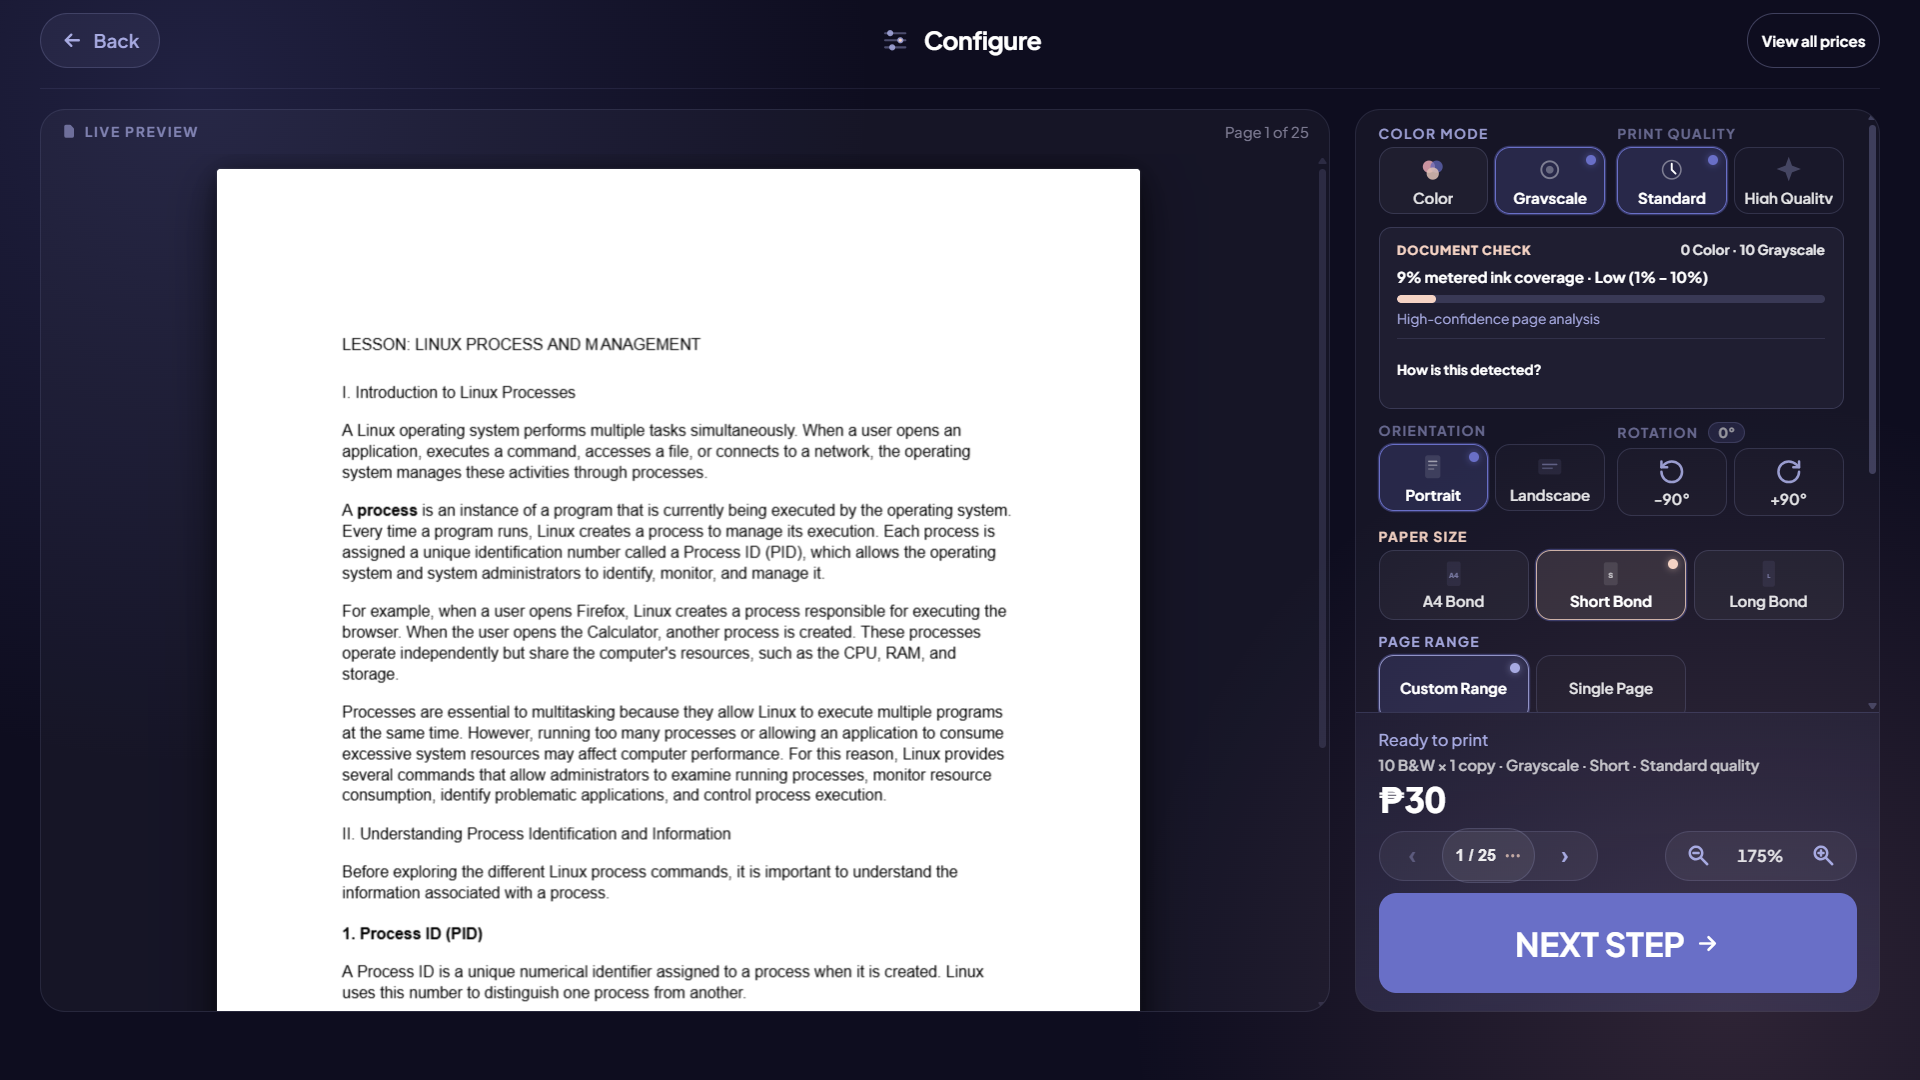 Back
Configure
View all prices
LIVE PREVIEW
Page 1 of 25
LESSON: LINUX PROCESS AND MANAGEMENT
I. Introduction to Linux Processes
A Linux operating system performs multiple tasks simultaneously. When a user opens an
application, executes a command, accesses a file, or connects to a network, the operating
system manages these activities through processes.
A process is an instance of a program that is currently being executed by the operating system.
Every time a program runs, Linux creates a process to manage its execution. Each process is
assigned a unique identification number called a Process ID (PID), which allows the operating
system and system administrators to identify, monitor, and manage it.
For example, when a user opens Firefox, Linux creates a process responsible for executing the
browser. When the user opens the Calculator, another process is created. These processes
operate independently but share the computer's resources, such as the CPU, RAM, and
storage.
Processes are essential to multitasking because they allow Linux to execute multiple programs
at the same time. However, running too many processes or allowing an application to consume
excessive system resources may affect computer performance. For this reason, Linux provides
several commands that allow administrators to examine running processes, monitor resource
consumption, identify problematic applications, and control process execution.
II. Understanding Process Identification and Information
Before exploring the different Linux process commands, it is important to understand the
information associated with a process.
1. Process ID (PID)
A Process ID is a unique numerical identifier assigned to a process when it is created. Linux
uses this number to distinguish one process from another.
COLOR MODE
PRINT QUALITY
Color
Grayscale
Standard
High Quality
DOCUMENT CHECK
0 Color · 10 Grayscale
9% metered ink coverage · Low (1% - 10%)
High-confidence page analysis
How is this detected?
ORIENTATION
ROTATION 0°
Portrait
Landscape
-90°
+90°
PAPER SIZE
A4
A4 Bond
S
Short Bond
L
Long Bond
PAGE RANGE
Custom Range
Single Page
Ready to print
10 B&W × 1 copy · Grayscale · Short · Standard quality
₱30
‹ 1 / 25 ··· ›
175%
NEXT STEP →